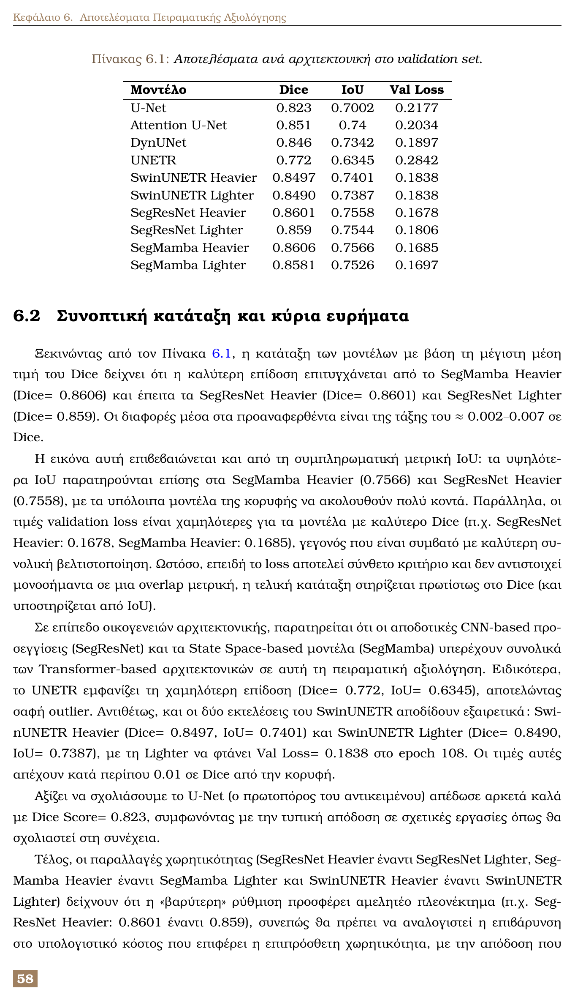 Κεφάλαιο 6. Αποτελέσματα Πειραματικής Αξιολόγησης
Πίνακας 6.1: Αποτελέσματα ανά αρχιτεκτονική στο validation set.
Μοντέλο Dice IoU Val Loss
U-Net 0.823 0.7002 0.2177
Attention U-Net 0.851 0.74 0.2034
DynUNet 0.846 0.7342 0.1897
UNETR 0.772 0.6345 0.2842
SwinUNETR Heavier 0.8497 0.7401 0.1838
SwinUNETR Lighter 0.8490 0.7387 0.1838
SegResNet Heavier 0.8601 0.7558 0.1678
SegResNet Lighter 0.859 0.7544 0.1806
SegMamba Heavier 0.8606 0.7566 0.1685
SegMamba Lighter 0.8581 0.7526 0.1697
6.2 Συνοπτική κατάταξη και κύρια ευρήματα
Ξεκινώντας από τον Πίνακα 6.1, η κατάταξη των μοντέλων με βάση τη μέγιστη μέση
τιμή του Dice δείχνει ότι η καλύτερη επίδοση επιτυγχάνεται από το SegMamba Heavier
(Dice= 0.8606) και έπειτα τα SegResNet Heavier (Dice= 0.8601) και SegResNet Lighter
(Dice= 0.859). Οι διαφορές μέσα στα προαναφερθέντα είναι της τάξης του ≈ 0.002–0.007 σε
Dice.
Η εικόνα αυτή επιβεβαιώνεται και από τη συμπληρωματική μετρική IoU: τα υψηλότε-
ρα IoU παρατηρούνται επίσης στα SegMamba Heavier (0.7566) και SegResNet Heavier
(0.7558), με τα υπόλοιπα μοντέλα της κορυφής να ακολουθούν πολύ κοντά. Παράλληλα, οι
τιμές validation loss είναι χαμηλότερες για τα μοντέλα με καλύτερο Dice (π.χ. SegResNet
Heavier: 0.1678, SegMamba Heavier: 0.1685), γεγονός που είναι συμβατό με καλύτερη συ-
νολική βελτιστοποίηση. Ωστόσο, επειδή το loss αποτελεί σύνθετο κριτήριο και δεν αντιστοιχεί
μονοσήμαντα σε μια overlap μετρική, η τελική κατάταξη στηρίζεται πρωτίστως στο Dice (και
υποστηρίζεται από IoU).
Σε επίπεδο οικογενειών αρχιτεκτονικής, παρατηρείται ότι οι αποδοτικές CNN-based προ-
σεγγίσεις (SegResNet) και τα State Space-based μοντέλα (SegMamba) υπερέχουν συνολικά
των Transformer-based αρχιτεκτονικών σε αυτή τη πειραματική αξιολόγηση. Ειδικότερα,
το UNETR εμφανίζει τη χαμηλότερη επίδοση (Dice= 0.772, IoU= 0.6345), αποτελώντας
σαφή outlier. Αντιθέτως, και οι δύο εκτελέσεις του SwinUNETR αποδίδουν εξαιρετικά: Swi-
nUNETR Heavier (Dice= 0.8497, IoU= 0.7401) και SwinUNETR Lighter (Dice= 0.8490,
IoU= 0.7387), με τη Lighter να φτάνει Val Loss= 0.1838 στο epoch 108. Οι τιμές αυτές
απέχουν κατά περίπου 0.01 σε Dice από την κορυφή.
Αξίζει να σχολιάσουμε το U-Net (ο πρωτοπόρος του αντικειμένου) απέδωσε αρκετά καλά
με Dice Score= 0.823, συμφωνόντας με την τυπική απόδοση σε σχετικές εργασίες όπως θα
σχολιαστεί στη συνέχεια.
Τέλος, οι παραλλαγές χωρητικότητας (SegResNet Heavier έναντι SegResNet Lighter, Seg-
Mamba Heavier έναντι SegMamba Lighter και SwinUNETR Heavier έναντι SwinUNETR
Lighter) δείχνουν ότι η «βαρύτερη» ρύθμιση προσφέρει αμελητέο πλεονέκτημα (π.χ. Seg-
ResNet Heavier: 0.8601 έναντι 0.859), συνεπώς θα πρέπει να αναλογιστεί η επιβάρυνση
στο υπολογιστικό κόστος που επιφέρει η επιπρόσθετη χωρητικότητα, με την απόδοση που
58